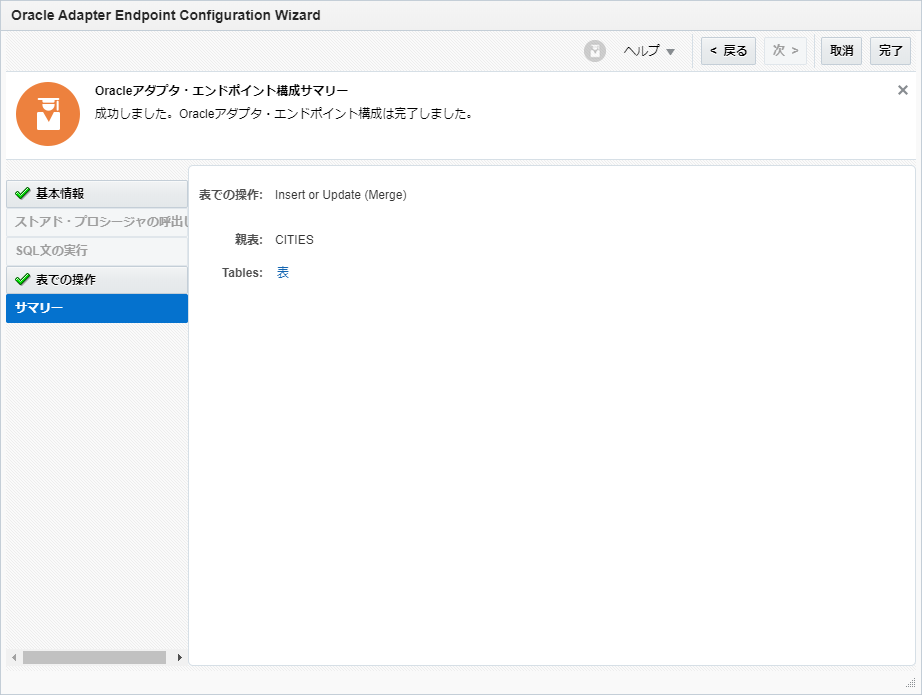 Oracle Adapter Endpoint Configuration Wizard
ヘルプ
< 戻る
次 >
取消
完了
Oracleアダプタ・エンドポイント構成サマリー
成功しました。Oracleアダプタ・エンドポイント構成は完了しました。
基本情報
ストアド・プロシージャの呼出し
SQL文の実行
表での操作
サマリー
表での操作: Insert or Update (Merge)
親表: CITIES
Tables: 表